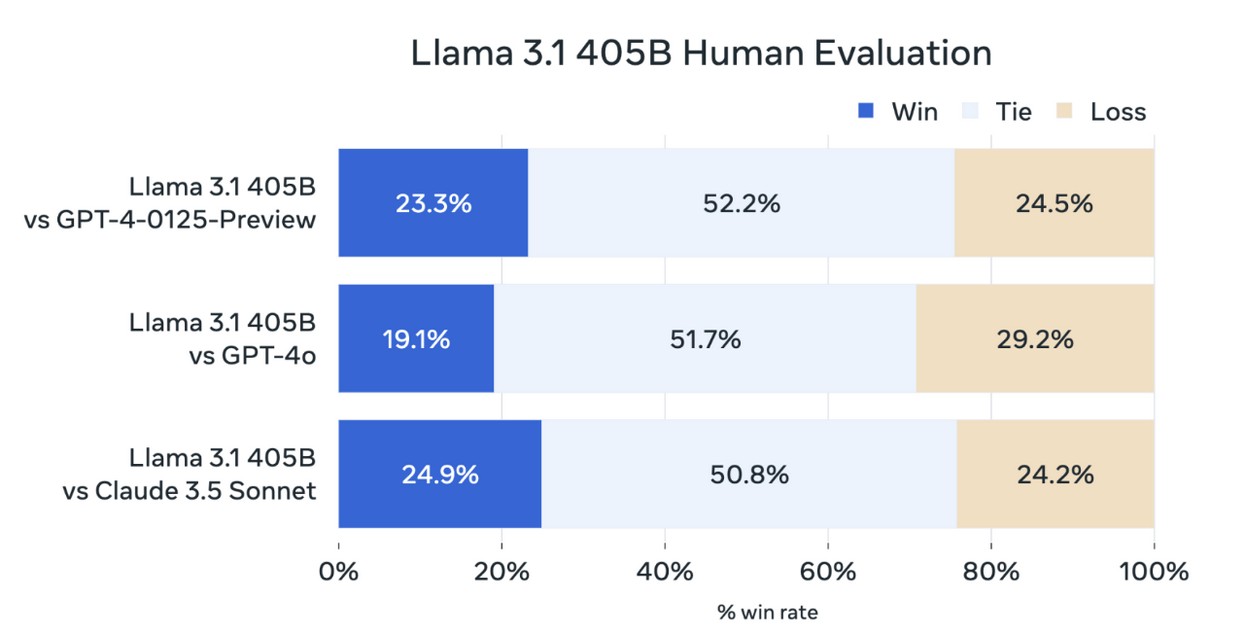 Llama 3.1 405B Human Evaluation
Win Tie Loss
Llama 3.1 405B
vs GPT-4-0125-Preview
23.3% 52.2% 24.5%
Llama 3.1 405B
vs GPT-4o
19.1% 51.7% 29.2%
Llama 3.1 405B
vs Claude 3.5 Sonnet
24.9% 50.8% 24.2%
0% 20% 40% 60% 80% 100%
% win rate